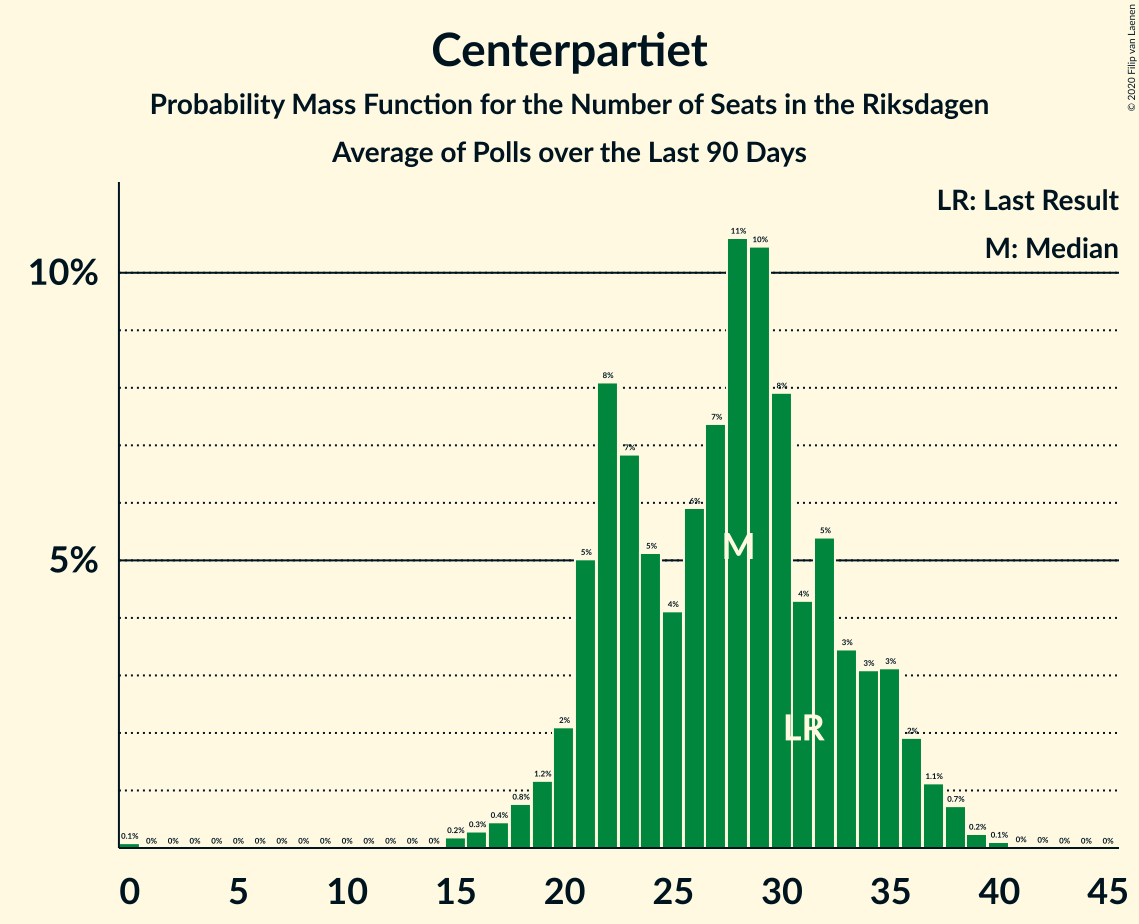 Centerpartiet
Probability Mass Function for the Number of Seats in the Riksdagen
Average of Polls over the Last 90 Days
© 2020 Filip van Laenen
LR: Last Result
M: Median
10%
5%
0.1% 0% 0% 0% 0% 0% 0% 0% 0% 0% 0% 0% 0% 0% 0% 0.2% 0.3% 0.4% 0.8% 1.2% 2% 5% 8% 7% 5% 4% 6% 7% 11% 10% 8% 4% 5% 3% 3% 3% 2% 1.1% 0.7% 0.2% 0.1% 0% 0% 0% 0% 0%
M
LR
0 5 10 15 20 25 30 35 40 45